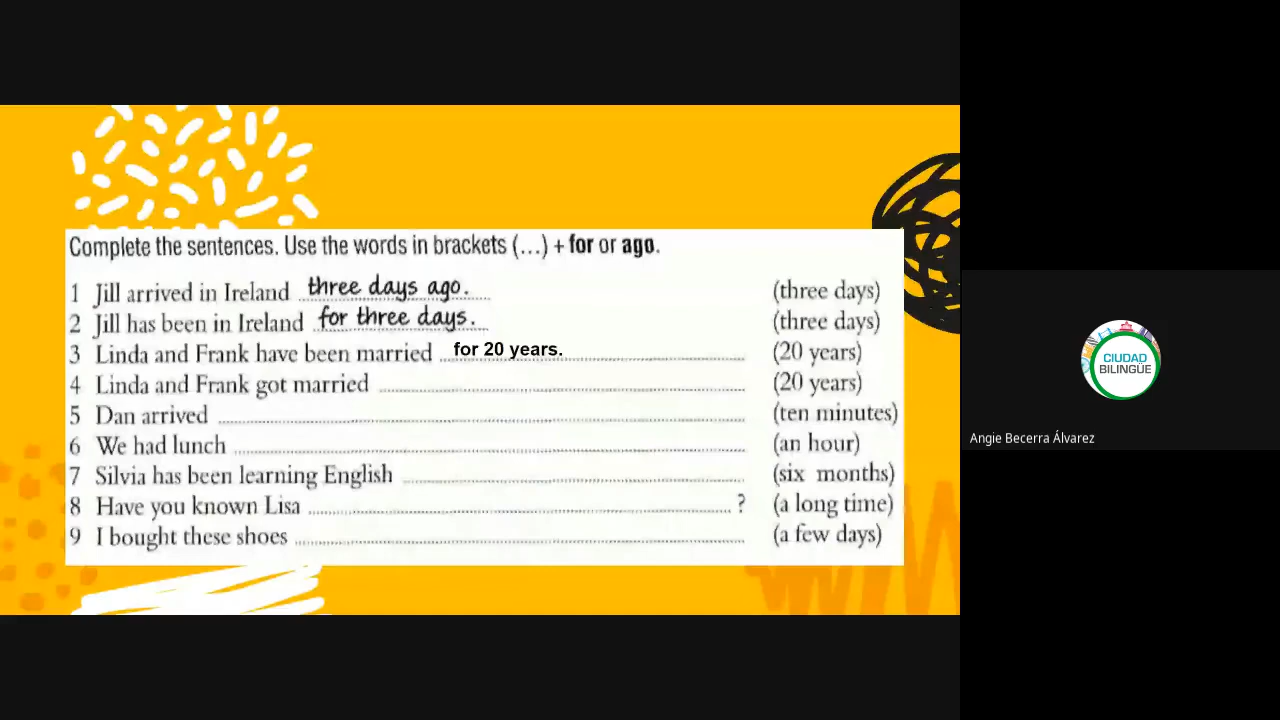 Complete the sentences. Use the words in brackets (...) + for or ago.
1 Jill arrived in Ireland three days ago. (three days)
2 Jill has been in Ireland for three days. (three days)
3 Linda and Frank have been married for 20 years. (20 years)
4 Linda and Frank got married (20 years)
5 Dan arrived (ten minutes)
6 We had lunch (an hour)
7 Silvia has been learning English (six months)
8 Have you known Lisa ? (a long time)
9 I bought these shoes (a few days)
CIUDAD
BILINGÜE
Angie Becerra Álvarez